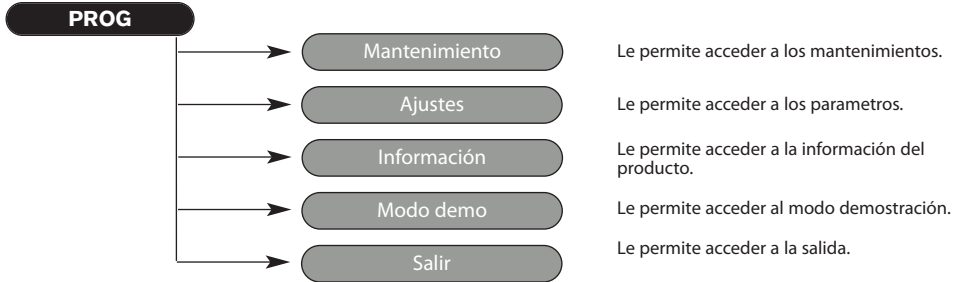 PROG
Mantenimiento
Le permite acceder a los mantenimientos.
Ajustes
Le permite acceder a los parametros.
Información
Le permite acceder a la información del
producto.
Modo demo
Le permite acceder al modo demostración.
Salir
Le permite acceder a la salida.